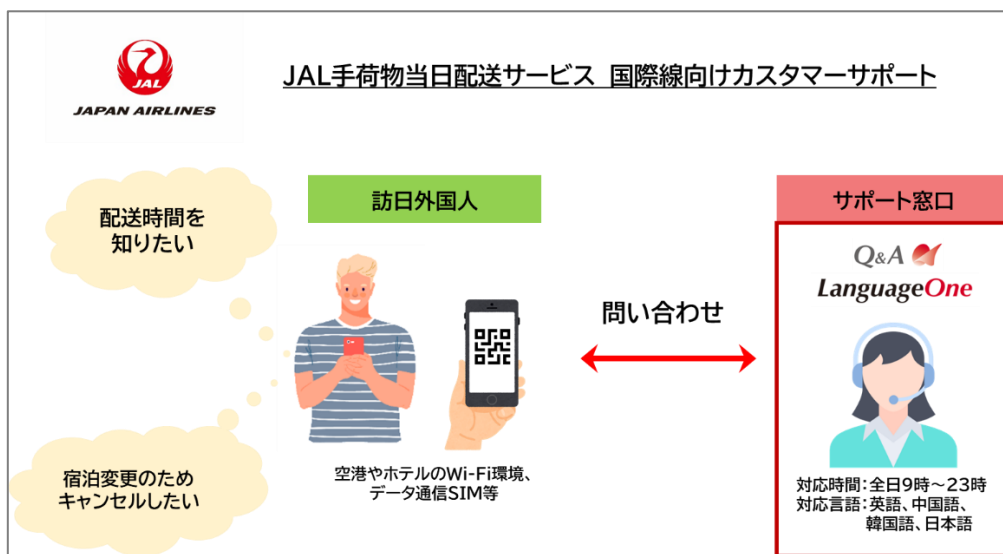 JAL
JAPAN AIRLINES
JAL手荷物当日配送サービス 国際線向けカスタマーサポート
配送時間を
知りたい
宿泊変更のため
キャンセルしたい
訪日外国人
空港やホテルのWi-Fi環境、
データ通信SIM等
問い合わせ
サポート窓口
Q&A
LanguageOne
対応時間:全日9時～23時
対応言語:英語、中国語、
韓国語、日本語